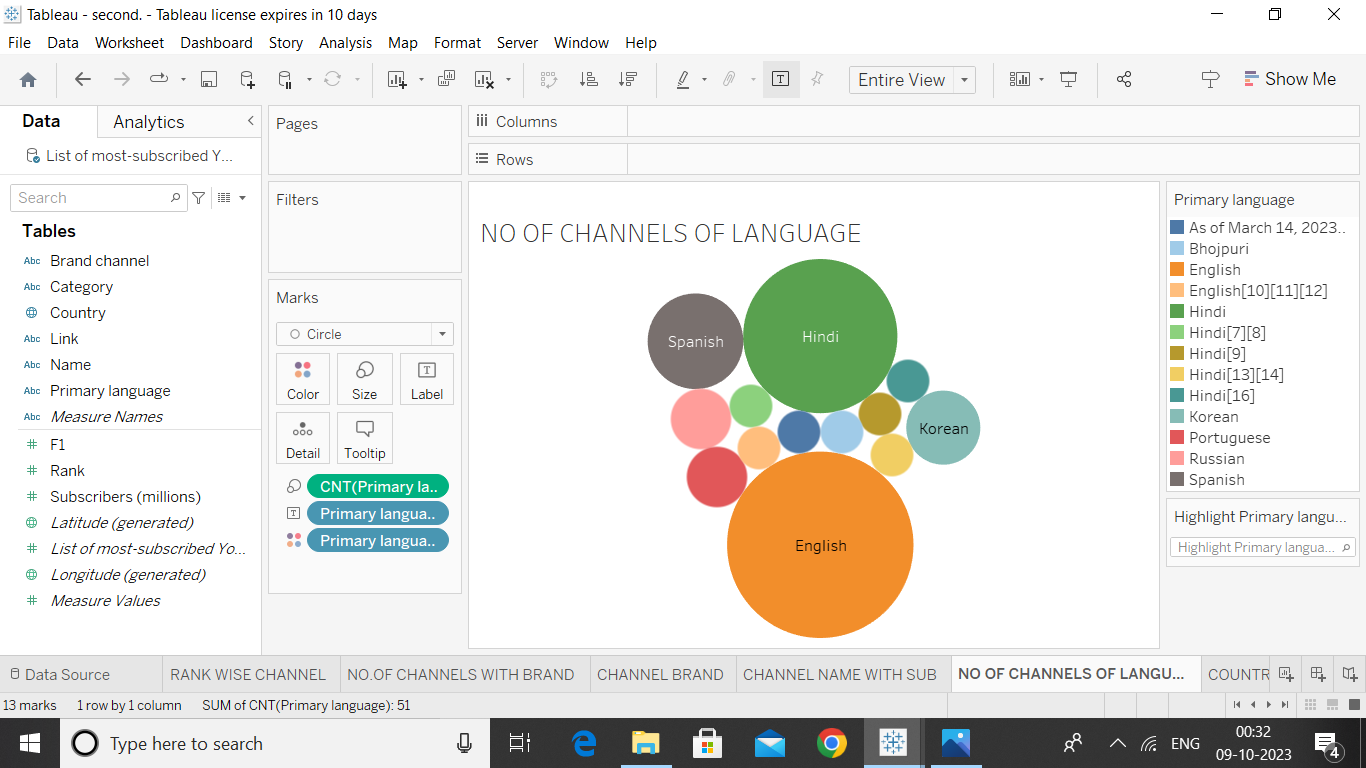 Tableau - second. - Tableau license expires in 10 days
File Data Worksheet Dashboard Story Analysis Map Format Server Window Help
Entire View
Show Me
Data Analytics
List of most-subscribed Y...
Search
Tables
Abc Brand channel
Abc Category
Country
Abc Link
Abc Name
Abc Primary language
Abc Measure Names
# F1
# Rank
# Subscribers (millions)
Latitude (generated)
# List of most-subscribed Yo...
Longitude (generated)
# Measure Values
Pages
Filters
Marks
Circle
Color Size Label
Detail Tooltip
CNT(Primary la..
Primary langua..
Primary langua..
Columns
Rows
NO OF CHANNELS OF LANGUAGE
Spanish
Hindi
Korean
English
Primary language
As of March 14, 2023..
Bhojpuri
English
English[10][11][12]
Hindi
Hindi[7][8]
Hindi[9]
Hindi[13][14]
Hindi[16]
Korean
Portuguese
Russian
Spanish
Highlight Primary langu...
Highlight Primary langua...
Data Source RANK WISE CHANNEL NO.OF CHANNELS WITH BRAND CHANNEL BRAND CHANNEL NAME WITH SUB NO OF CHANNELS OF LANGU... COUNTR
13 marks 1 row by 1 column SUM of CNT(Primary language): 51
Type here to search
ENG
00:32
09-10-2023
4